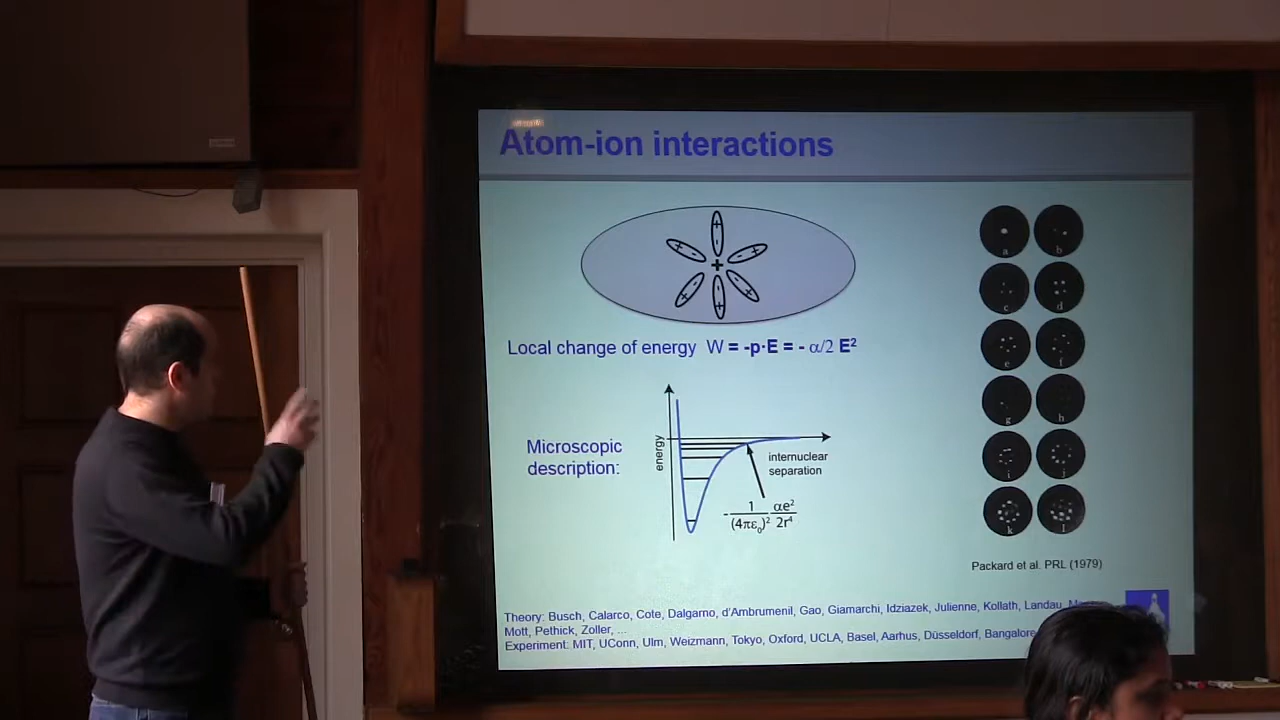 Atom-ion interactions
Local change of energy W = -p·E = - α/2 E²
Microscopic
description:
energy
internuclear
separation
-1/(4πε₀)² αe²/2r⁴
a b
c d
e f
g h
i j
k l
Packard et al. PRL (1979)
Theory: Busch, Calarco, Cote, Dalgarno, d'Ambrumenil, Gao, Giamarchi, Idziazek, Julienne, Kollath, Landau,
Mott, Pethick, Zoller, ...
Experiment: MIT, UConn, Ulm, Weizmann, Tokyo, Oxford, UCLA, Basel, Aarhus, Düsseldorf, Bangalore